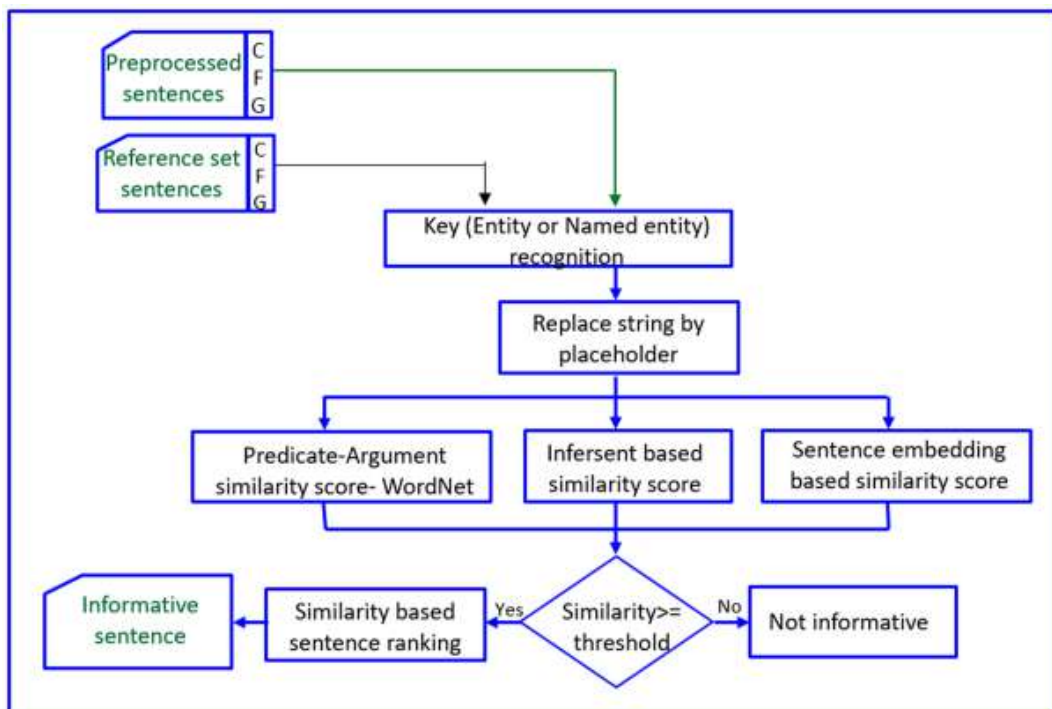 Preprocessed
sentences
C
F
G
Reference set
sentences
C
F
G
Key (Entity or Named entity)
recognition
Replace string by
placeholder
Predicate-Argument
similarity score- WordNet
Infersent based
similarity score
Sentence embedding
based similarity score
Informative
sentence
Similarity based
sentence ranking
Yes
Similarity>=
threshold
No
Not informative